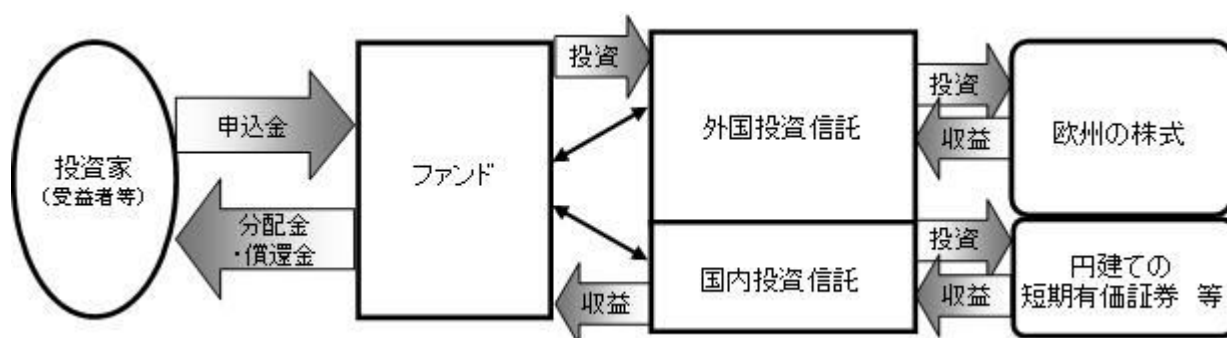 投資家
(受益者等)
申込金
分配金
・償還金
ファンド
投資
収益
外国投資信託
国内投資信託
投資
収益
投資
収益
欧州の株式
円建ての
短期有価証券 等